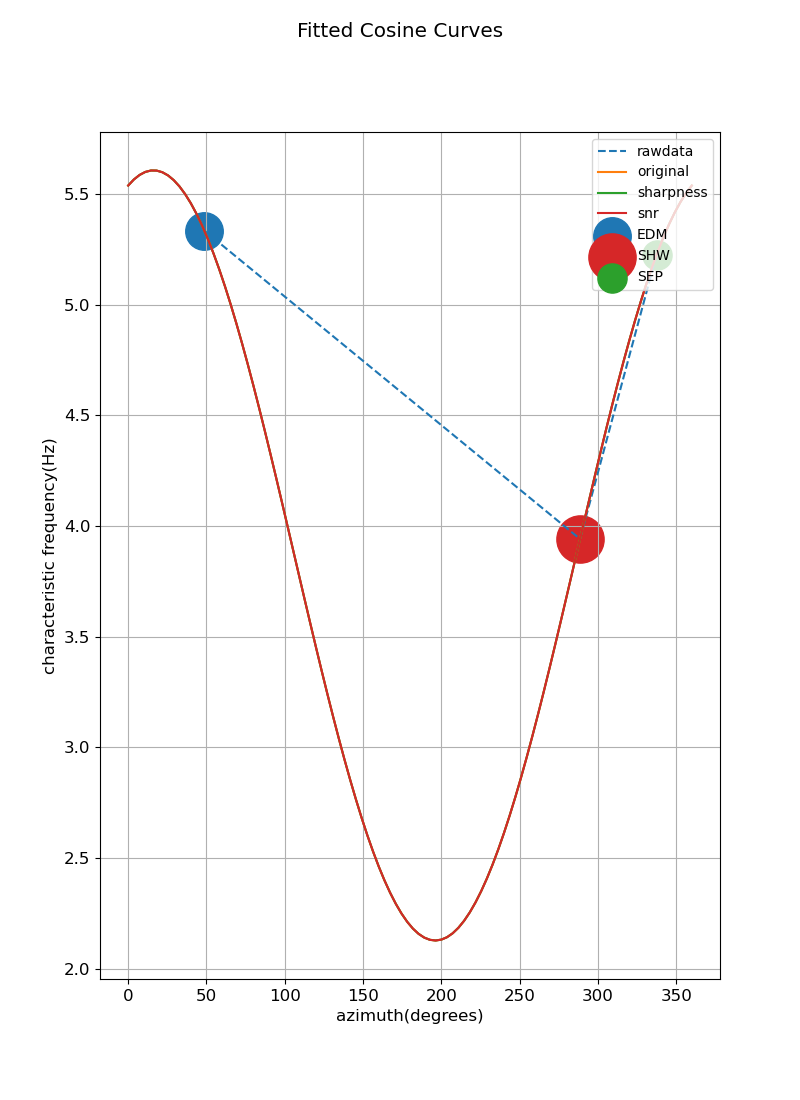 Fitted Cosine Curves
rawdata
original
sharpness
snr
EDM
SHW
SEP
characteristic frequency(Hz)
5.5
5.0
4.5
4.0
3.5
3.0
2.5
2.0
0 50 100 150 200 250 300 350
azimuth(degrees)